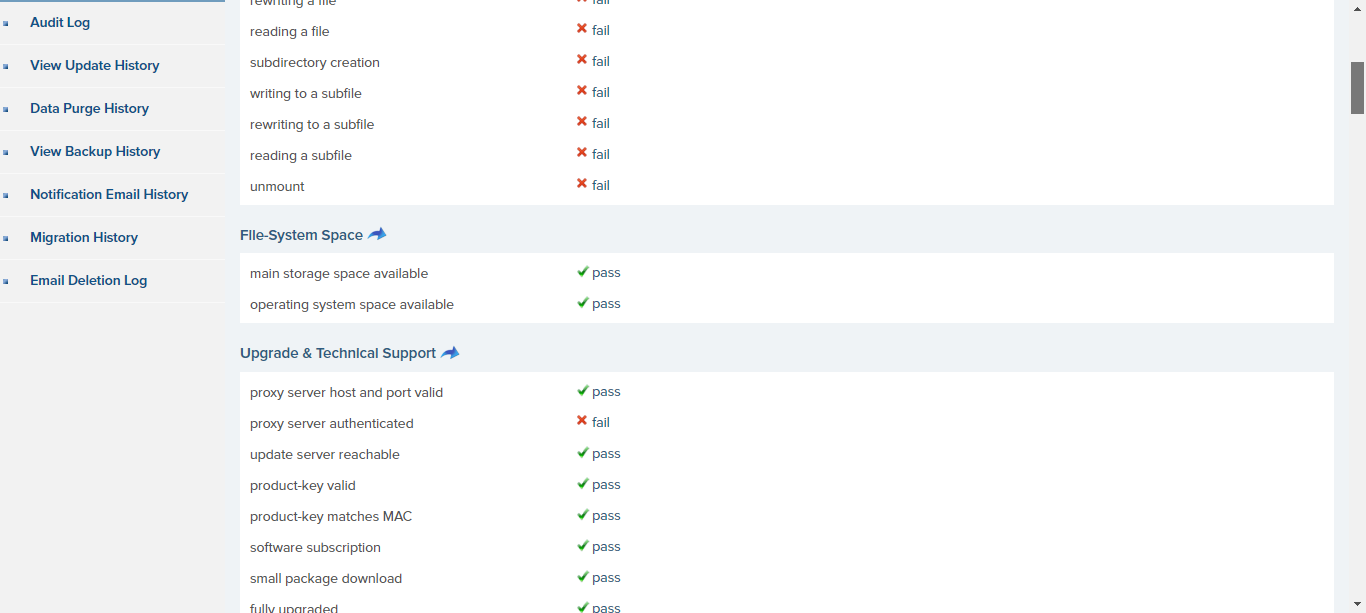 Audit Log
View Update History
Data Purge History
View Backup History
Notification Email History
Migration History
Email Deletion Log
rewriting a file fail
reading a file fail
subdirectory creation fail
writing to a subfile fail
rewriting to a subfile fail
reading a subfile fail
unmount fail
File-System Space
main storage space available pass
operating system space available pass
Upgrade & Technical Support
proxy server host and port valid pass
proxy server authenticated fail
update server reachable pass
product-key valid pass
product-key matches MAC pass
software subscription pass
small package download pass
fully upgraded pass